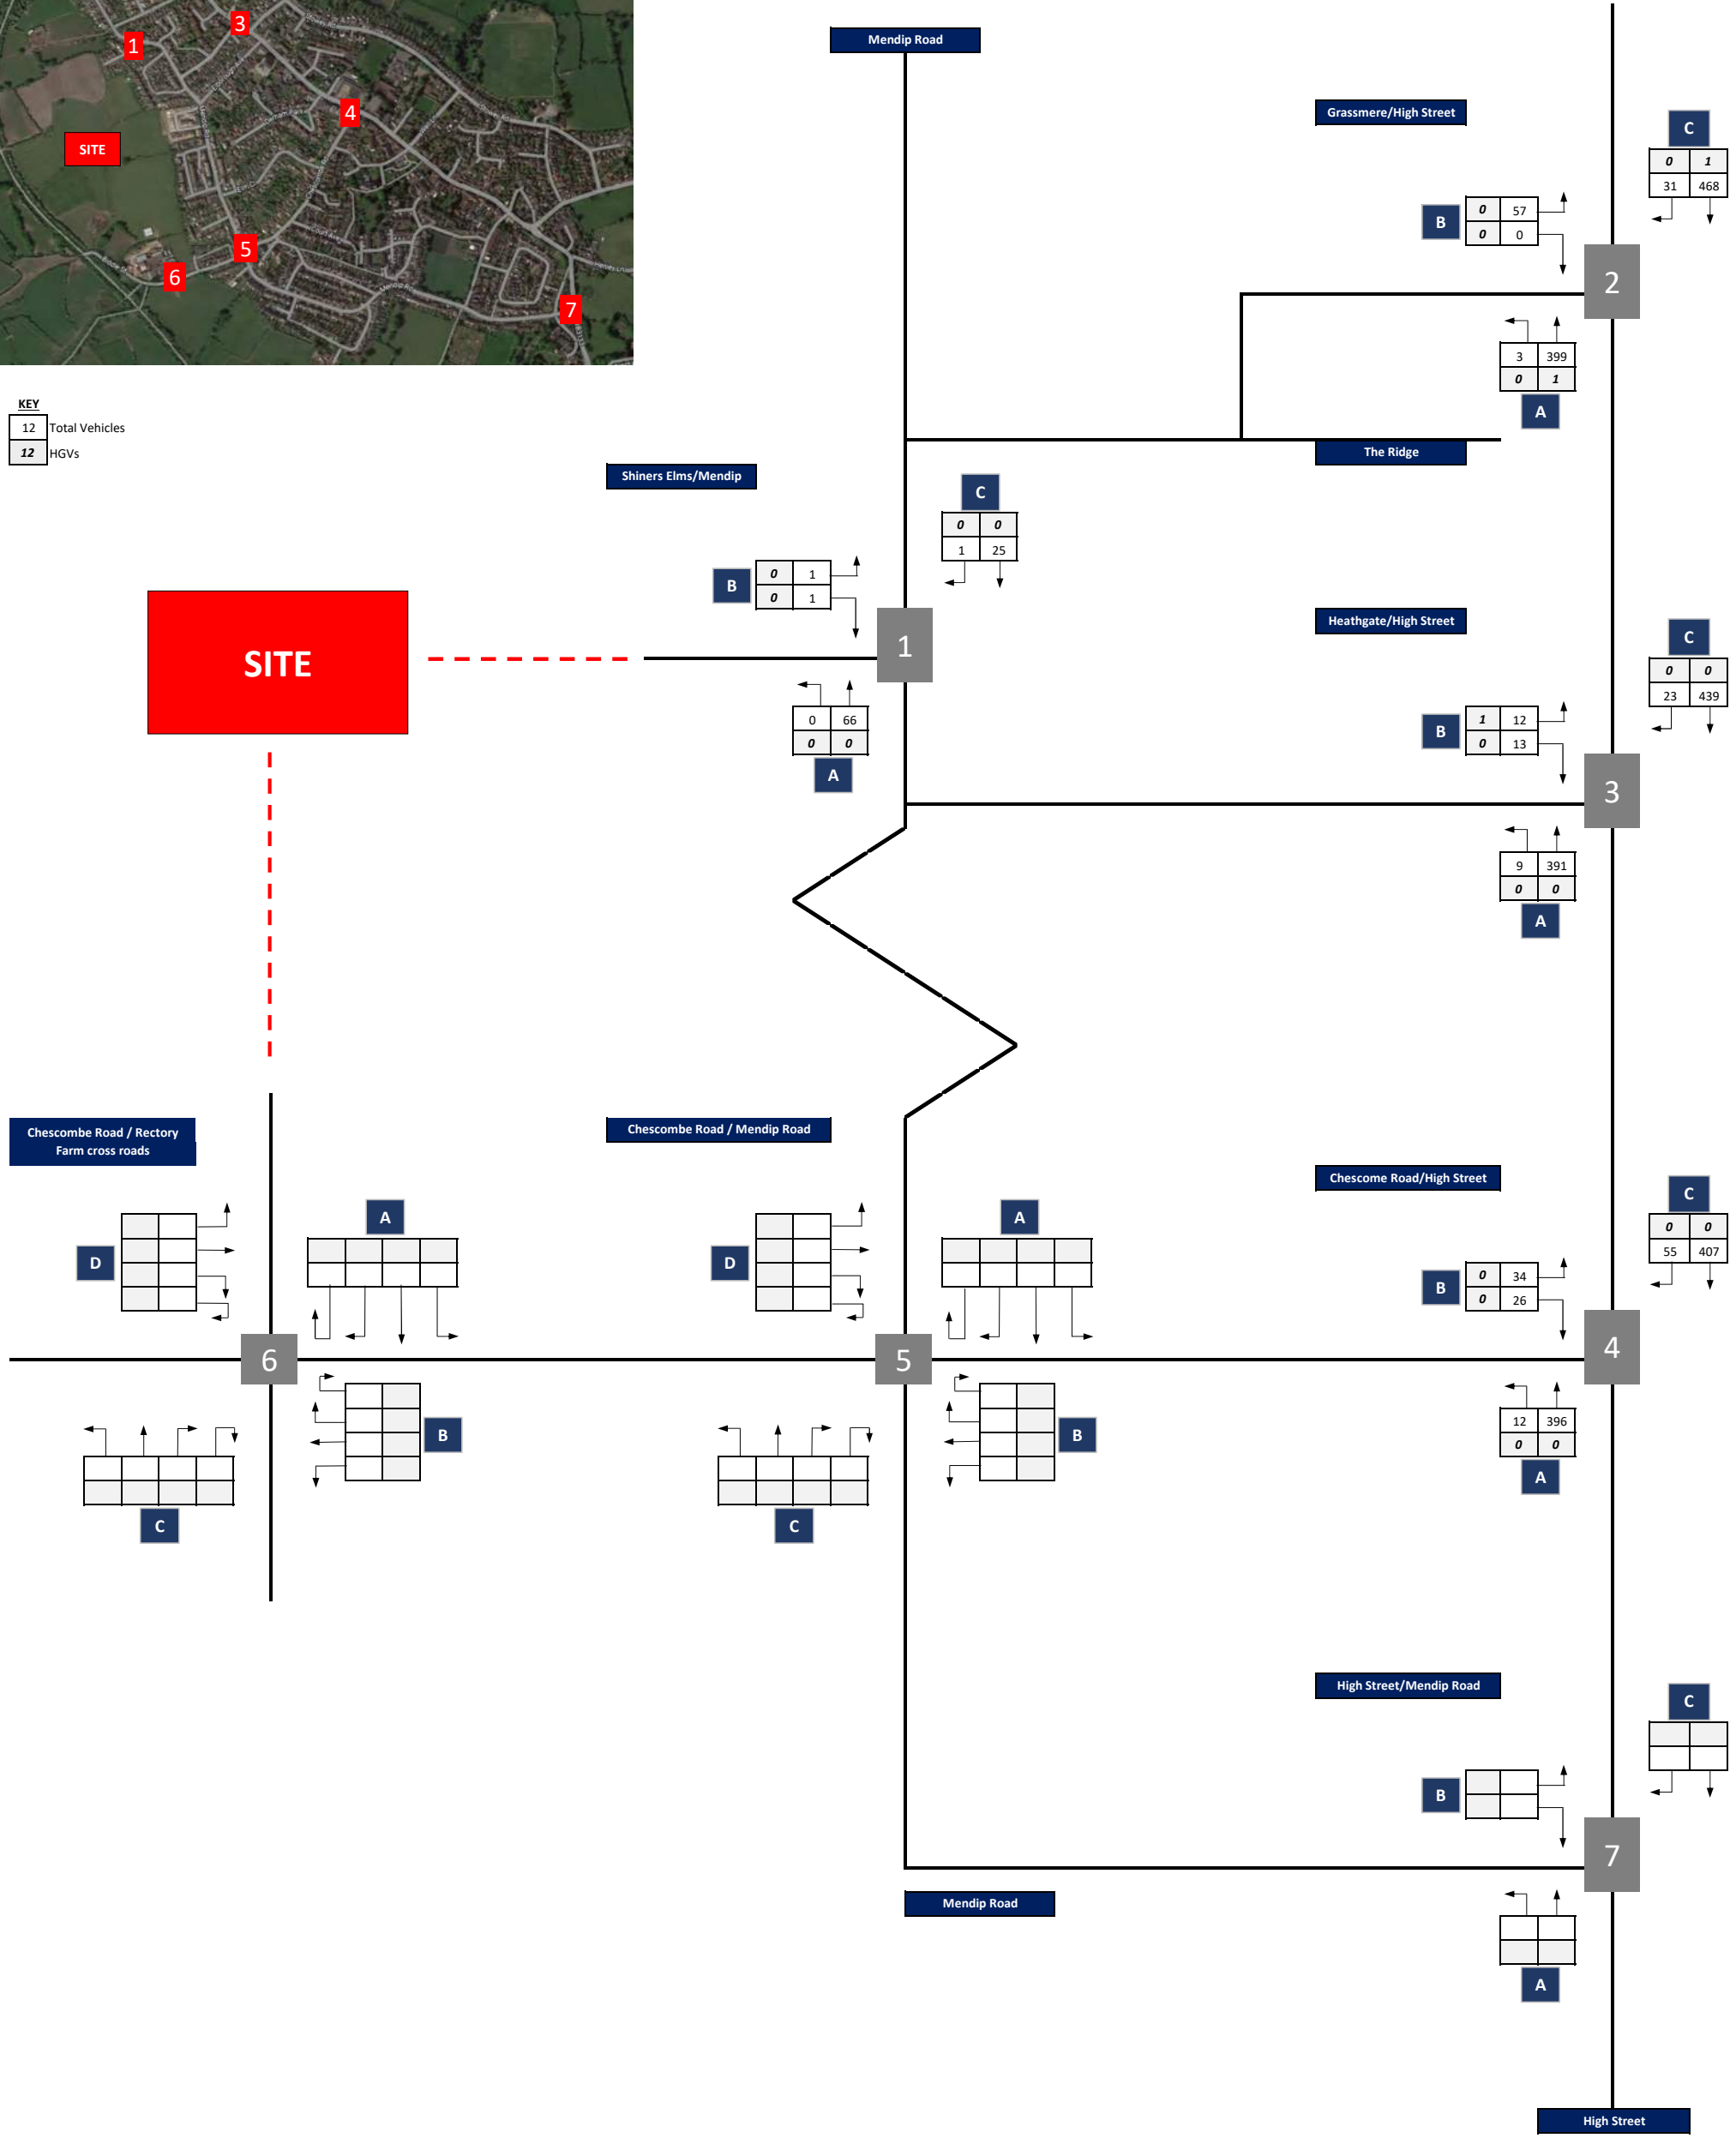 3
1
4
SITE
5
6
7
KEY
12 Total Vehicles
12 HGVs
Mendip Road
Grassmere/High Street
C
0 1
31 468
B
0 57
0 0
2
3 399
0 1
A
The Ridge
Shiners Elms/Mendip
C
0 0
1 25
B
0 1
0 1
1
0 66
0 0
A
SITE
Heathgate/High Street
C
0 0
23 439
B
1 12
0 13
3
9 391
0 0
A
Chescombe Road / Rectory
Farm cross roads
D
A
6
B
C
Chescombe Road / Mendip Road
D
A
5
B
C
Chescome Road/High Street
C
0 0
55 407
B
0 34
0 26
4
12 396
0 0
A
High Street/Mendip Road
C
B
7
A
Mendip Road
High Street